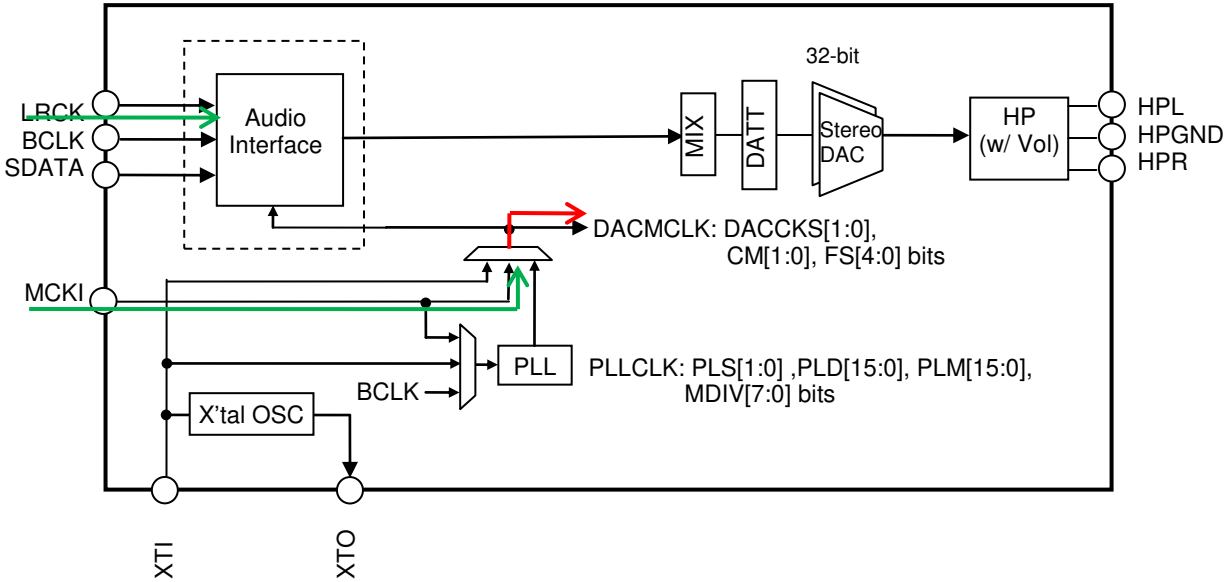 32-bit
LRCK
BCLK
SDATA
Audio
Interface
MIX
DATT
Stereo
DAC
HP
(w/ Vol)
HPL
HPGND
HPR
DACMCLK: DACCKS[1:0],
CM[1:0], FS[4:0] bits
MCKI
BCLK
PLL
PLLCLK: PLS[1:0] ,PLD[15:0], PLM[15:0],
MDIV[7:0] bits
X'tal OSC
XTI
XTO